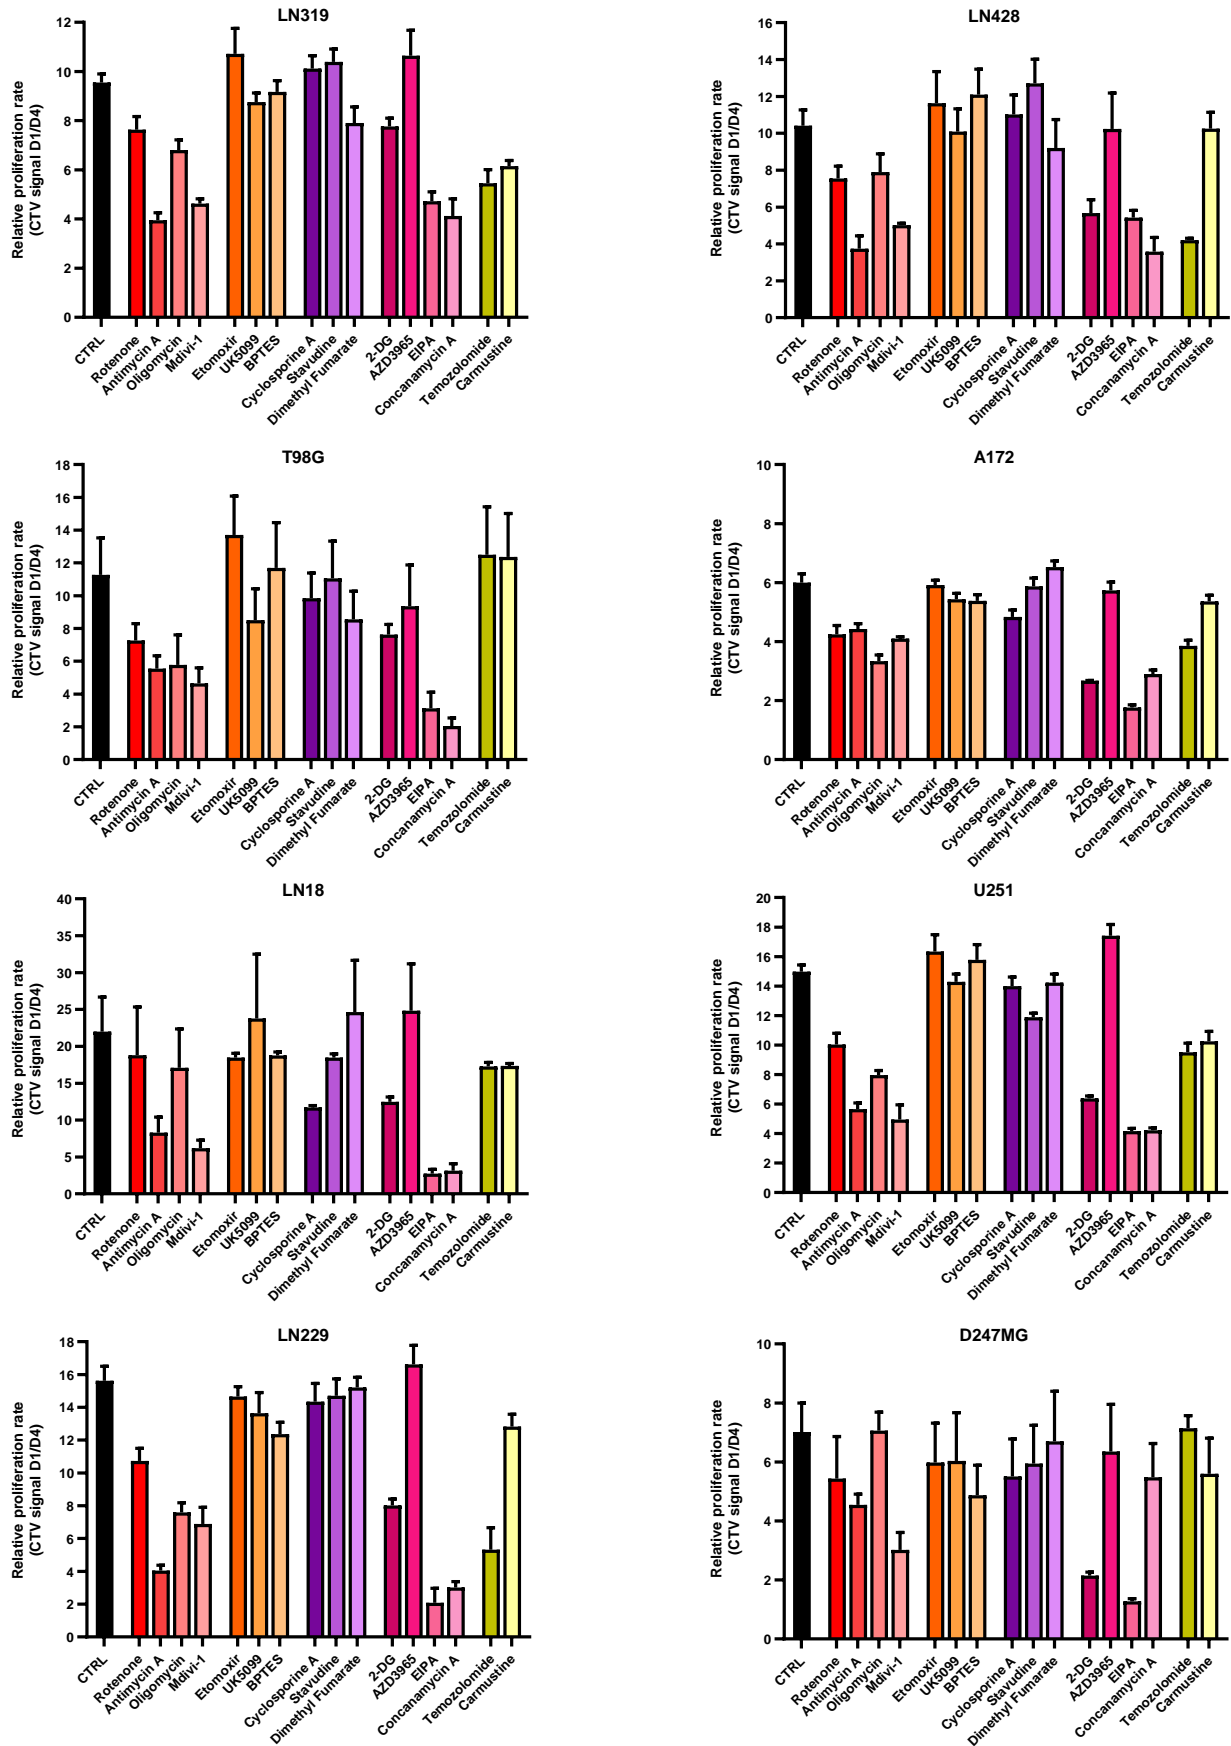 LN319
Relative proliferation rate
(CTV signal D1/D4)
12
10
8
6
4
2
0
CTRL
Rotenone
Antimycin A
Oligomycin
Mdivi-1
Etomoxir
UK5099
BPTES
Cyclosporine A
Stavudine
Dimethyl Fumarate
2-DG
AZD3965
EIPA
Concanamycin A
Temozolomide
Carmustine
LN428
Relative proliferation rate
(CTV signal D1/D4)
16
14
12
10
8
6
4
2
0
CTRL
Rotenone
Antimycin A
Oligomycin
Mdivi-1
Etomoxir
UK5099
BPTES
Cyclosporine A
Stavudine
Dimethyl Fumarate
2-DG
AZD3965
EIPA
Concanamycin A
Temozolomide
Carmustine
T98G
Relative proliferation rate
(CTV signal D1/D4)
18
16
14
12
10
8
6
4
2
0
CTRL
Rotenone
Antimycin A
Oligomycin
Mdivi-1
Etomoxir
UK5099
BPTES
Cyclosporine A
Stavudine
Dimethyl Fumarate
2-DG
AZD3965
EIPA
Concanamycin A
Temozolomide
Carmustine
A172
Relative proliferation rate
(CTV signal D1/D4)
10
8
6
4
2
0
CTRL
Rotenone
Antimycin A
Oligomycin
Mdivi-1
Etomoxir
UK5099
BPTES
Cyclosporine A
Stavudine
Dimethyl Fumarate
2-DG
AZD3965
EIPA
Concanamycin A
Temozolomide
Carmustine
LN18
Relative proliferation rate
(CTV signal D1/D4)
40
35
30
25
20
15
10
5
0
CTRL
Rotenone
Antimycin A
Oligomycin
Mdivi-1
Etomoxir
UK5099
BPTES
Cyclosporine A
Stavudine
Dimethyl Fumarate
2-DG
AZD3965
EIPA
Concanamycin A
Temozolomide
Carmustine
U251
Relative proliferation rate
(CTV signal D1/D4)
20
18
16
14
12
10
8
6
4
2
0
CTRL
Rotenone
Antimycin A
Oligomycin
Mdivi-1
Etomoxir
UK5099
BPTES
Cyclosporine A
Stavudine
Dimethyl Fumarate
2-DG
AZD3965
EIPA
Concanamycin A
Temozolomide
Carmustine
LN229
Relative proliferation rate
(CTV signal D1/D4)
18
16
14
12
10
8
6
4
2
0
CTRL
Rotenone
Antimycin A
Oligomycin
Mdivi-1
Etomoxir
UK5099
BPTES
Cyclosporine A
Stavudine
Dimethyl Fumarate
2-DG
AZD3965
EIPA
Concanamycin A
Temozolomide
Carmustine
D247MG
Relative proliferation rate
(CTV signal D1/D4)
10
8
6
4
2
0
CTRL
Rotenone
Antimycin A
Oligomycin
Mdivi-1
Etomoxir
UK5099
BPTES
Cyclosporine A
Stavudine
Dimethyl Fumarate
2-DG
AZD3965
EIPA
Concanamycin A
Temozolomide
Carmustine